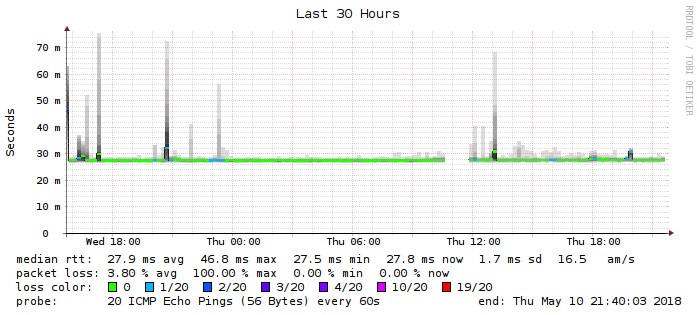 Last 30 Hours
RRDTOOL / TOBI OETIKER
Seconds
70 m
60 m
50 m
40 m
30 m
20 m
10 m
0
Wed 18:00 Thu 00:00 Thu 06:00 Thu 12:00 Thu 18:00
median rtt: 27.9 ms avg 46.8 ms max 27.5 ms min 27.8 ms now 1.7 ms sd 16.5 am/s
packet loss: 3.80 % avg 100.00 % max 0.00 % min 0.00 % now
loss color: 0 1/20 2/20 3/20 4/20 10/20 19/20
probe: 20 ICMP Echo Pings (56 Bytes) every 60s end: Thu May 10 21:40:03 2018